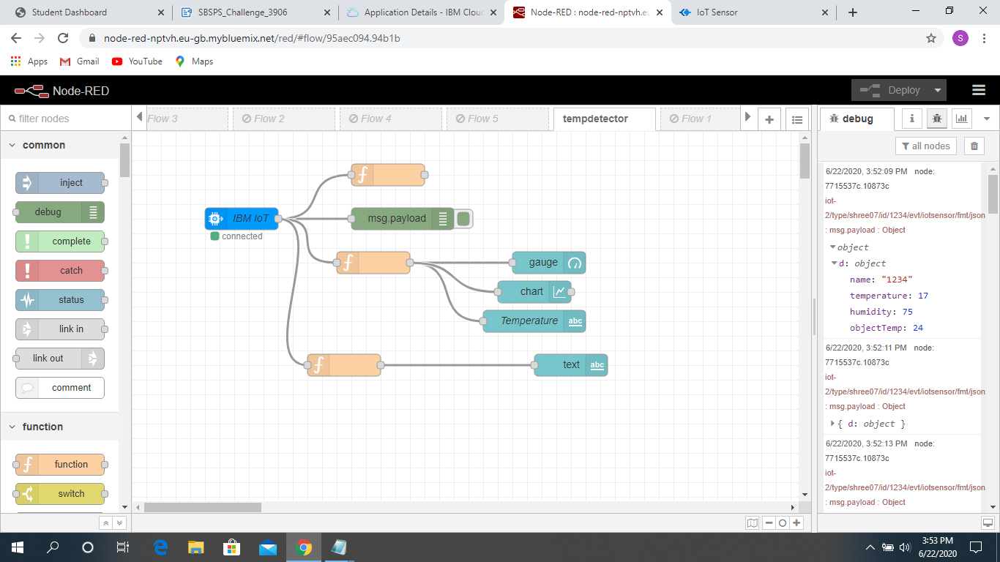 Student Dashboard
SBSPS_Challenge_3906
Application Details - IBM Cloud
Node-RED : node-red-nptvh.eu
IoT Sensor
node-red-nptvh.eu-gb.mybluemix.net/red/#flow/95aec094.94b1b
S
Apps
Gmail
YouTube
Maps
Node-RED
Deploy
filter nodes
Flow 3
Flow 2
Flow 4
Flow 5
tempdetector
Flow 1
debug
i
all nodes
common
inject
debug
complete
catch
status
link in
link out
comment
function
function
switch
f
IBM IoT
connected
msg.payload
f
gauge
chart
Temperature
abc
f
text
abc
6/22/2020, 3:52:09 PM node:
7715537c.10873c
iot-
2/type/shree07/id/1234/evt/iotsensor/fmt/json
: msg.payload : Object
object
d: object
name: "1234"
temperature: 17
humidity: 75
objectTemp: 24
6/22/2020, 3:52:11 PM node:
7715537c.10873c
iot-
2/type/shree07/id/1234/evt/iotsensor/fmt/json
: msg.payload : Object
{ d: object }
6/22/2020, 3:52:13 PM node:
7715537c.10873c
iot-
2/type/shree07/id/1234/evt/iotsensor/fmt/json
: msg.payload : Object
3:53 PM
6/22/2020